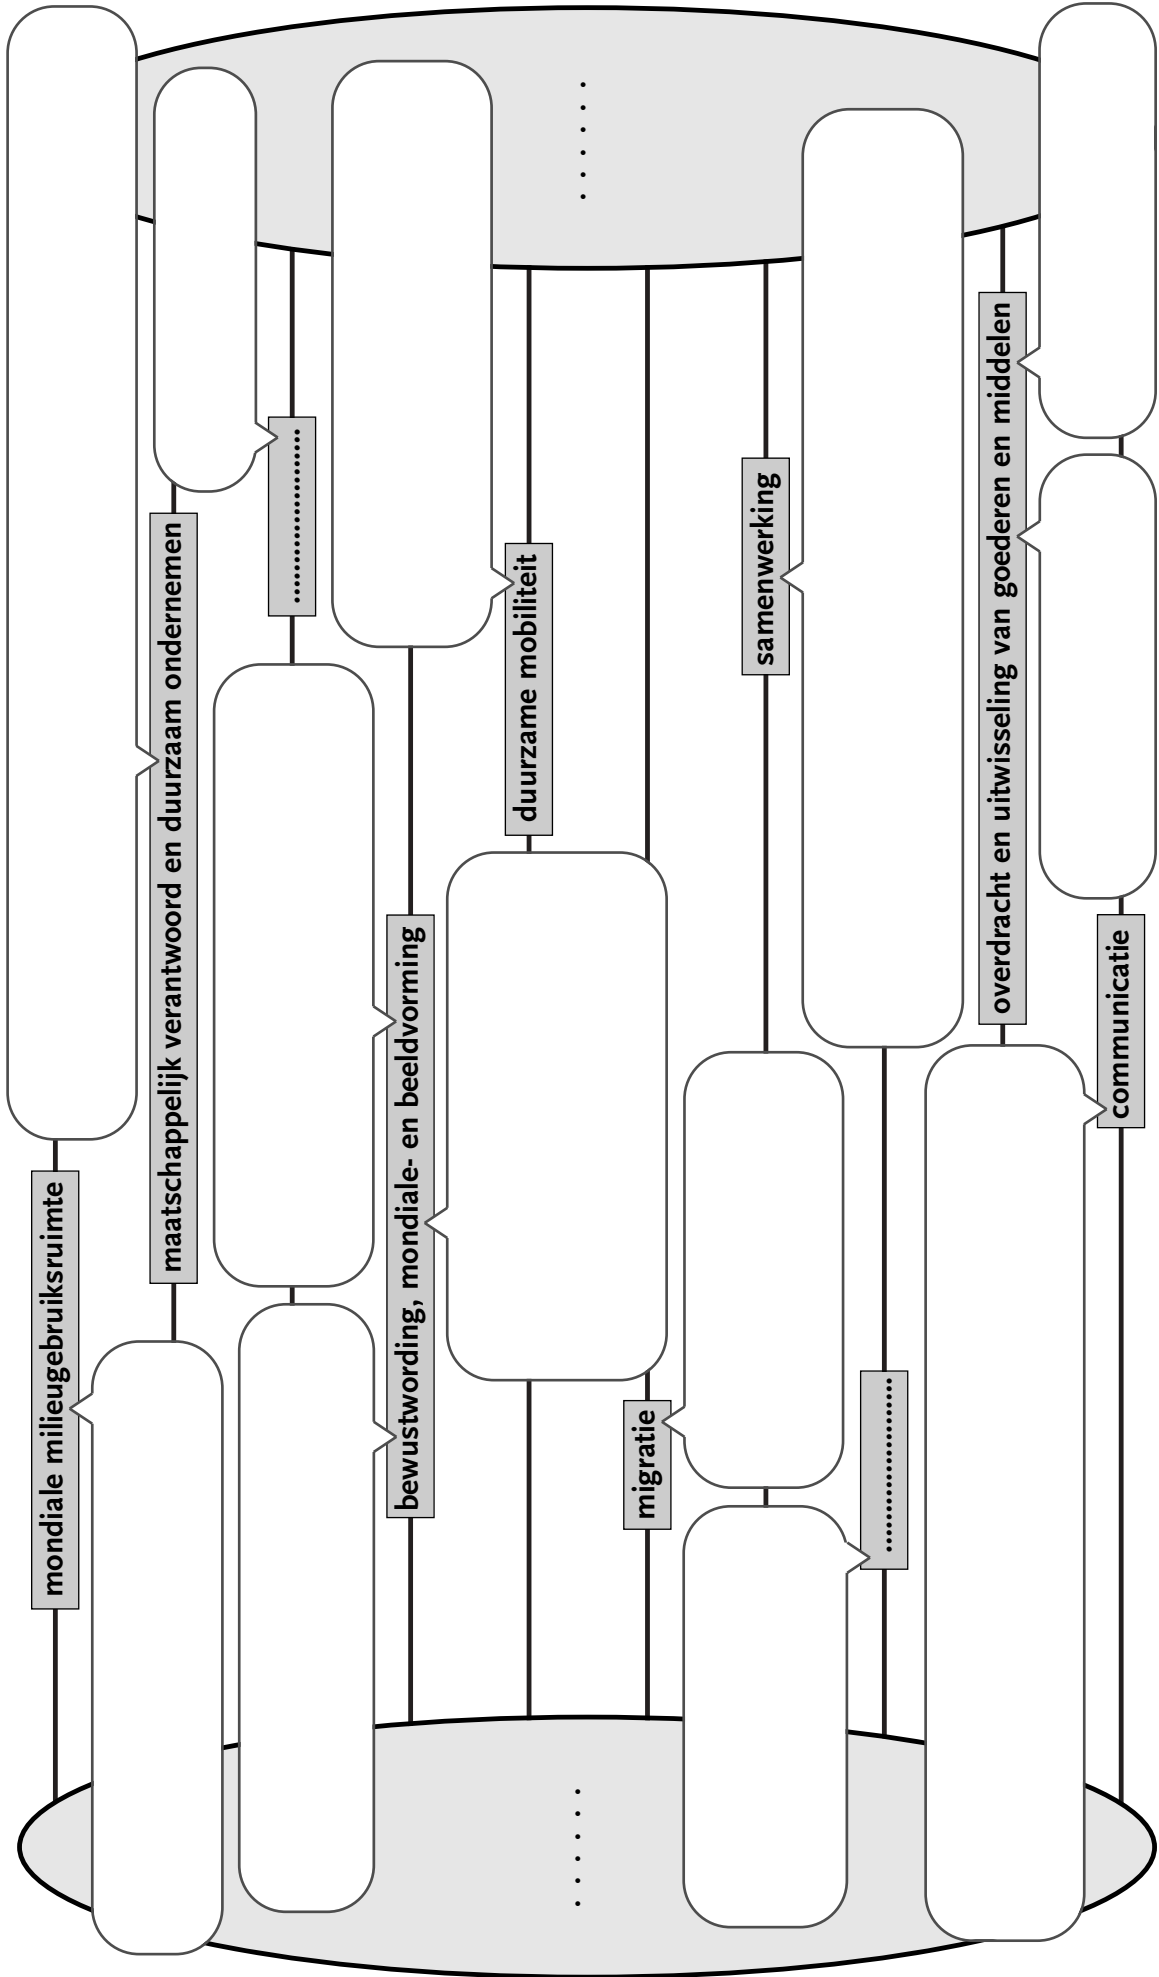 mondiale milieugebruiksruimte
maatschappelijk verantwoord en duurzaam ondernemen
......................
bewustwording, mondiale- en beeldvorming
duurzame mobiliteit
......
......
migratie
samenwerking
......................
overdracht en uitwisseling van goederen en middelen
communicatie